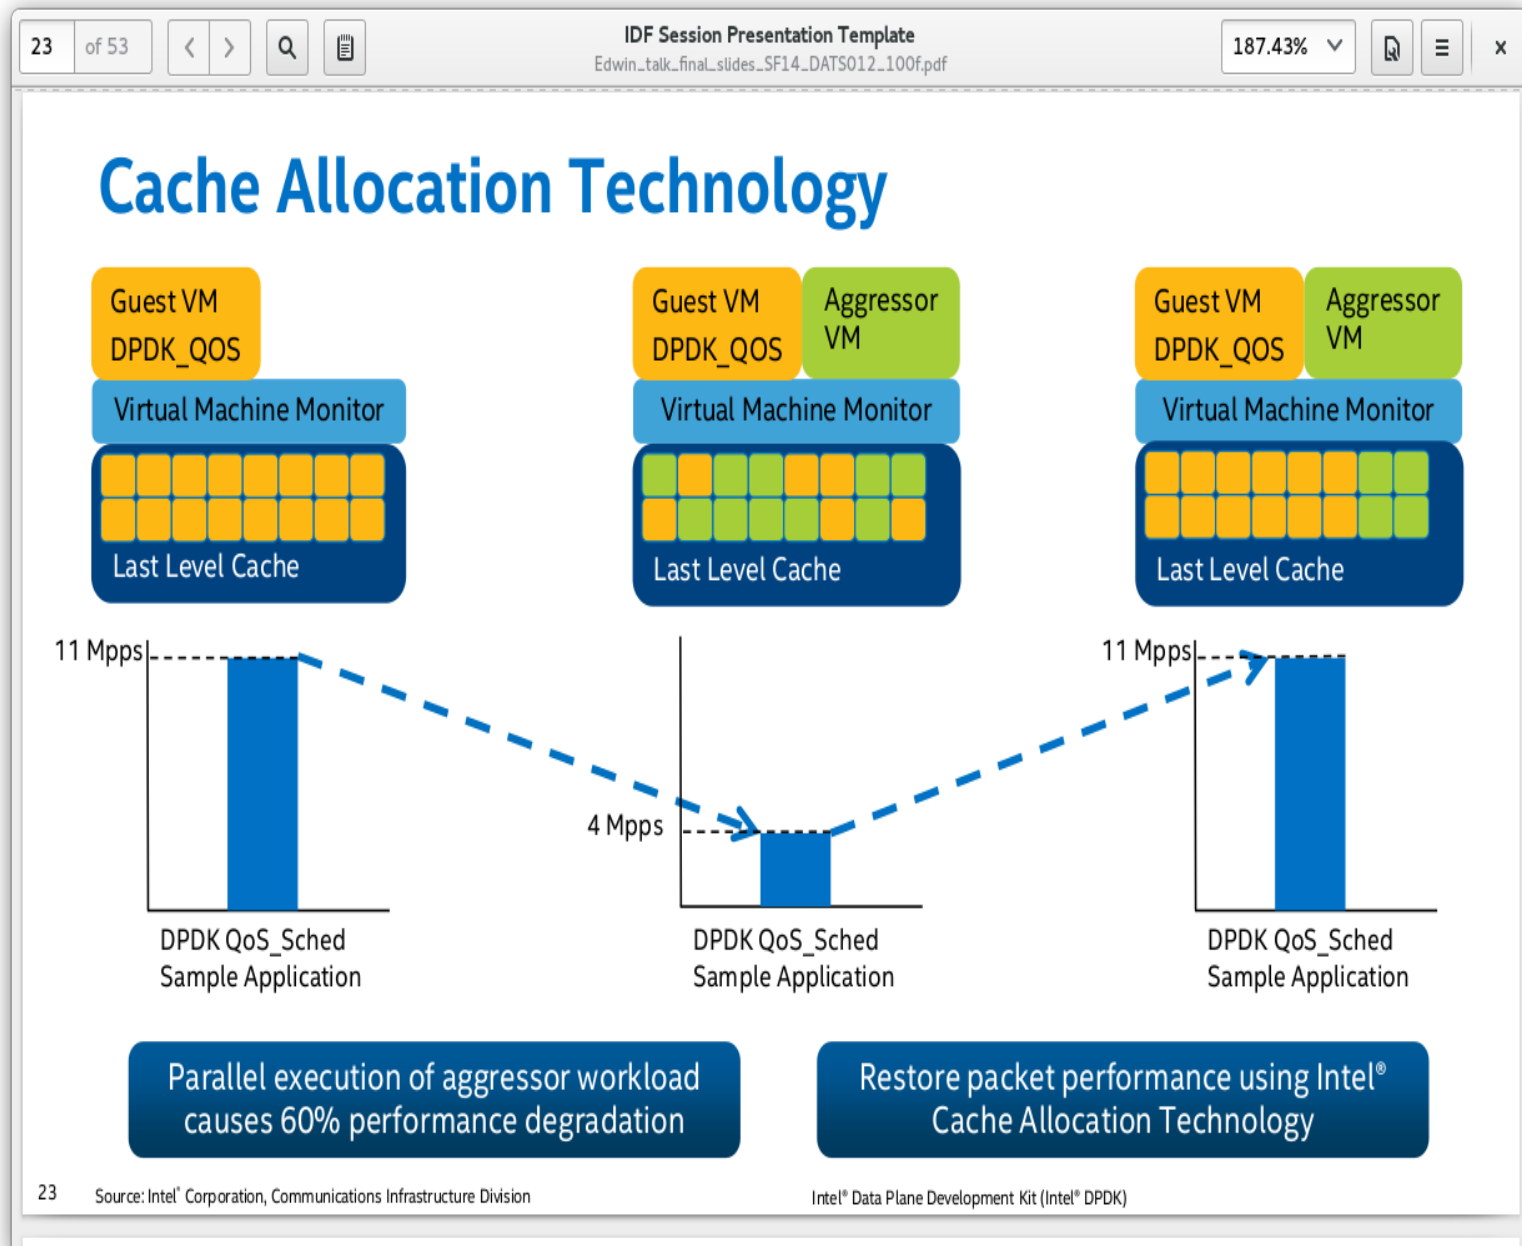 23 of 53
IDF Session Presentation Template
Edwin_talk_final_slides_SF14_DATS012_100f.pdf
187.43%
Cache Allocation Technology
Guest VM
DPDK_QOS
Virtual Machine Monitor
Last Level Cache
Guest VM
DPDK_QOS
Aggressor
VM
Virtual Machine Monitor
Last Level Cache
Guest VM
DPDK_QOS
Aggressor
VM
Virtual Machine Monitor
Last Level Cache
11 Mpps
DPDK QoS_Sched
Sample Application
4 Mpps
DPDK QoS_Sched
Sample Application
11 Mpps
DPDK QoS_Sched
Sample Application
Parallel execution of aggressor workload
causes 60% performance degradation
Restore packet performance using Intel®
Cache Allocation Technology
23
Source: Intel® Corporation, Communications Infrastructure Division
Intel® Data Plane Development Kit (Intel® DPDK)